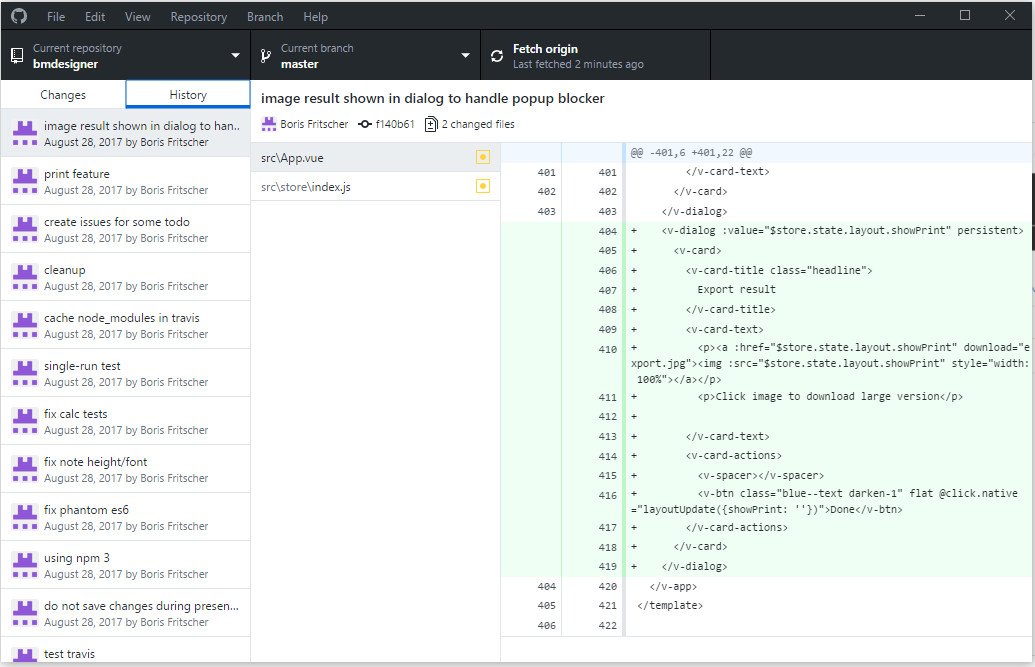 File Edit View Repository Branch Help
Current repository
bmdesigner
Current branch
master
Fetch origin
Last fetched 2 minutes ago
Changes History
image result shown in dialog to han...
August 28, 2017 by Boris Fritscher
print feature
August 28, 2017 by Boris Fritscher
create issues for some todo
August 28, 2017 by Boris Fritscher
cleanup
August 28, 2017 by Boris Fritscher
cache node_modules in travis
August 28, 2017 by Boris Fritscher
single-run test
August 28, 2017 by Boris Fritscher
fix calc tests
August 28, 2017 by Boris Fritscher
fix note height/font
August 28, 2017 by Boris Fritscher
fix phantom es6
August 28, 2017 by Boris Fritscher
using npm 3
August 28, 2017 by Boris Fritscher
do not save changes during presen...
August 28, 2017 by Boris Fritscher
test travis
image result shown in dialog to handle popup blocker
Boris Fritscher f140b61 2 changed files
src\App.vue
src\store\index.js
@@ -401,6 +401,22 @@
401 401 </v-card-text>
402 402 </v-card>
403 403 </v-dialog>
404 + <v-dialog :value="$store.state.layout.showPrint" persistent>
405 + <v-card>
406 + <v-card-title class="headline">
407 + Export result
408 + </v-card-title>
409 + <v-card-text>
410 + <p><a :href="$store.state.layout.showPrint" download="e
xport.jpg"><img :src="$store.state.layout.showPrint" style="width:
100%"></a></p>
411 + <p>Click image to download large version</p>
412 +
413 + </v-card-text>
414 + <v-card-actions>
415 + <v-spacer></v-spacer>
416 + <v-btn class="blue--text darken-1" flat @click.native
="layoutUpdate({showPrint: ''})">Done</v-btn>
417 + </v-card-actions>
418 + </v-card>
419 + </v-dialog>
404 420 </v-app>
405 421 </template>
406 422